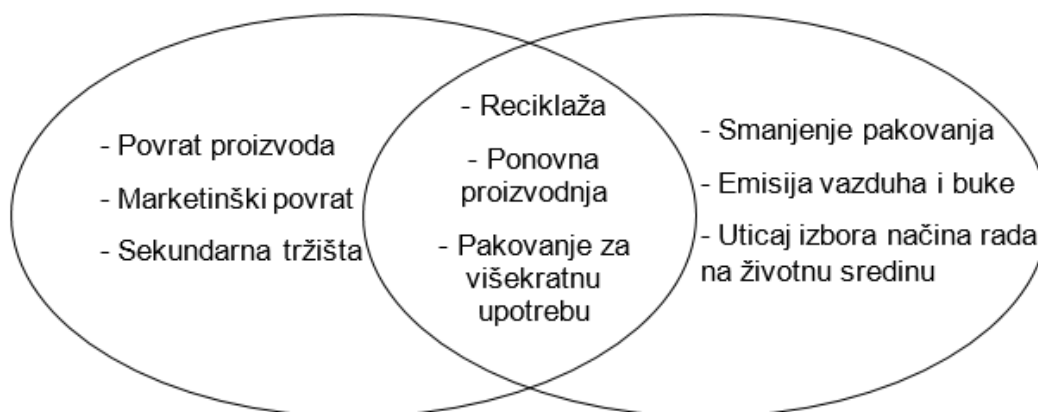 - Povrat proizvoda
- Marketinški povrat
- Sekundarna tržišta
- Reciklaža
- Ponovna
proizvodnja
- Pakovanje za
višekratnu
upotrebu
- Smanjenje pakovanja
- Emisija vazduha i buke
- Uticaj izbora načina rada
na životnu sredinu